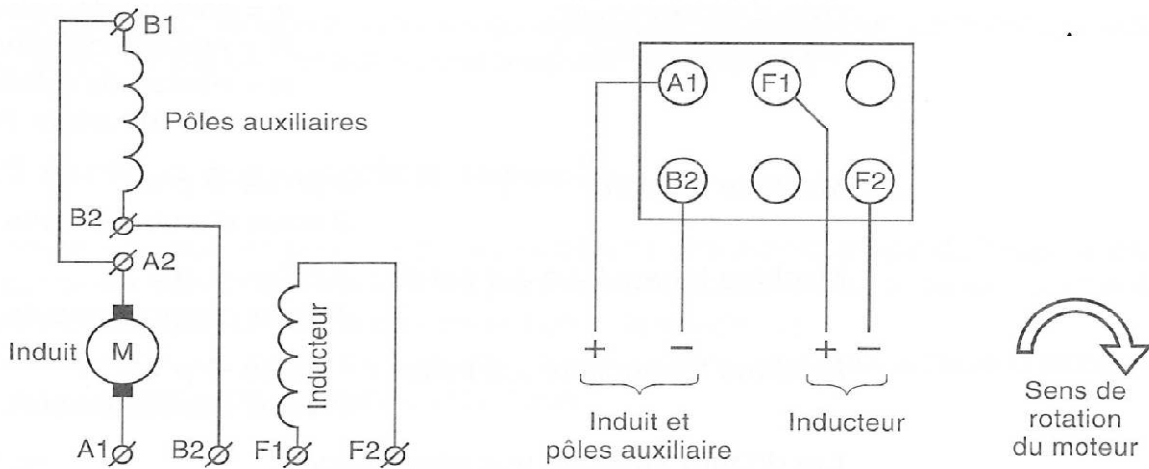 B1
Pôles auxiliaires
B2
A2
Induit
M
Inducteur
A1
B2
F1
F2
A1
F1
B2
F2
+
−
+
−
Induit et
pôles auxiliaire
Inducteur
Sens de
rotation
du moteur